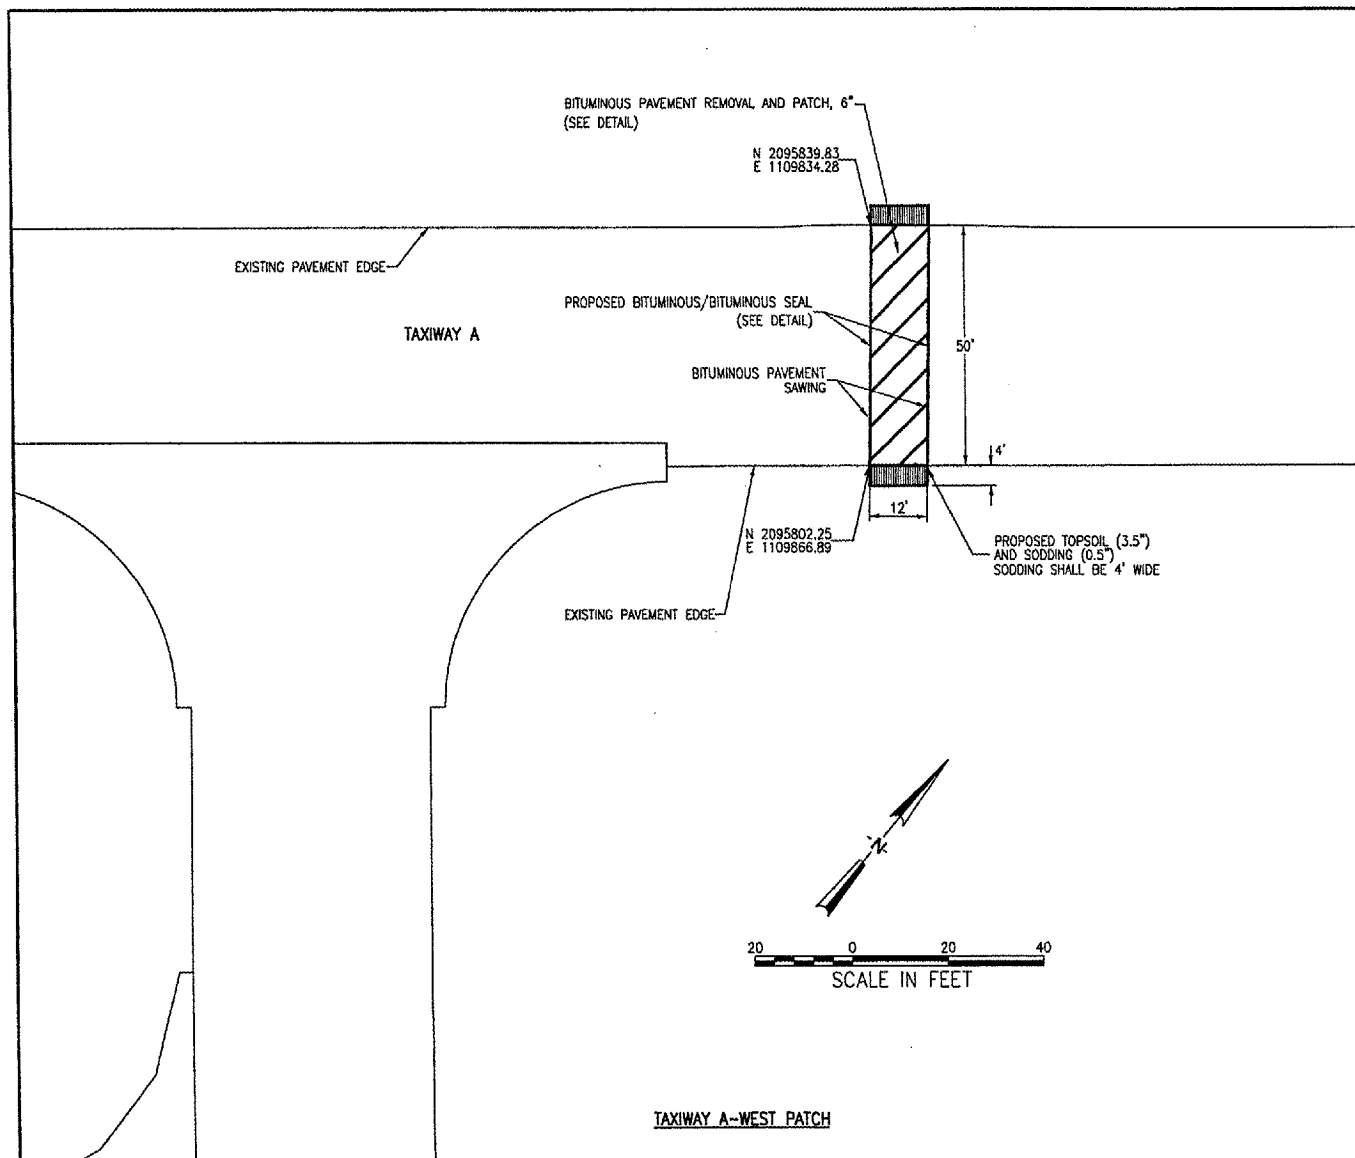 BITUMINOUS PAVEMENT REMOVAL AND PATCH, 6"
(SEE DETAIL)
N 2095839.83
E 1109834.28
EXISTING PAVEMENT EDGE
PROPOSED BITUMINOUS/BITUMINOUS SEAL
(SEE DETAIL)
TAXIWAY A
50'
BITUMINOUS PAVEMENT
SAWING
4'
12'
N 2095802.25
E 1109866.89
PROPOSED TOPSOIL (3.5")
AND SODDING (0.5")
SODDING SHALL BE 4' WIDE
EXISTING PAVEMENT EDGE
N
20 0 20 40
SCALE IN FEET
TAXIWAY A-WEST PATCH